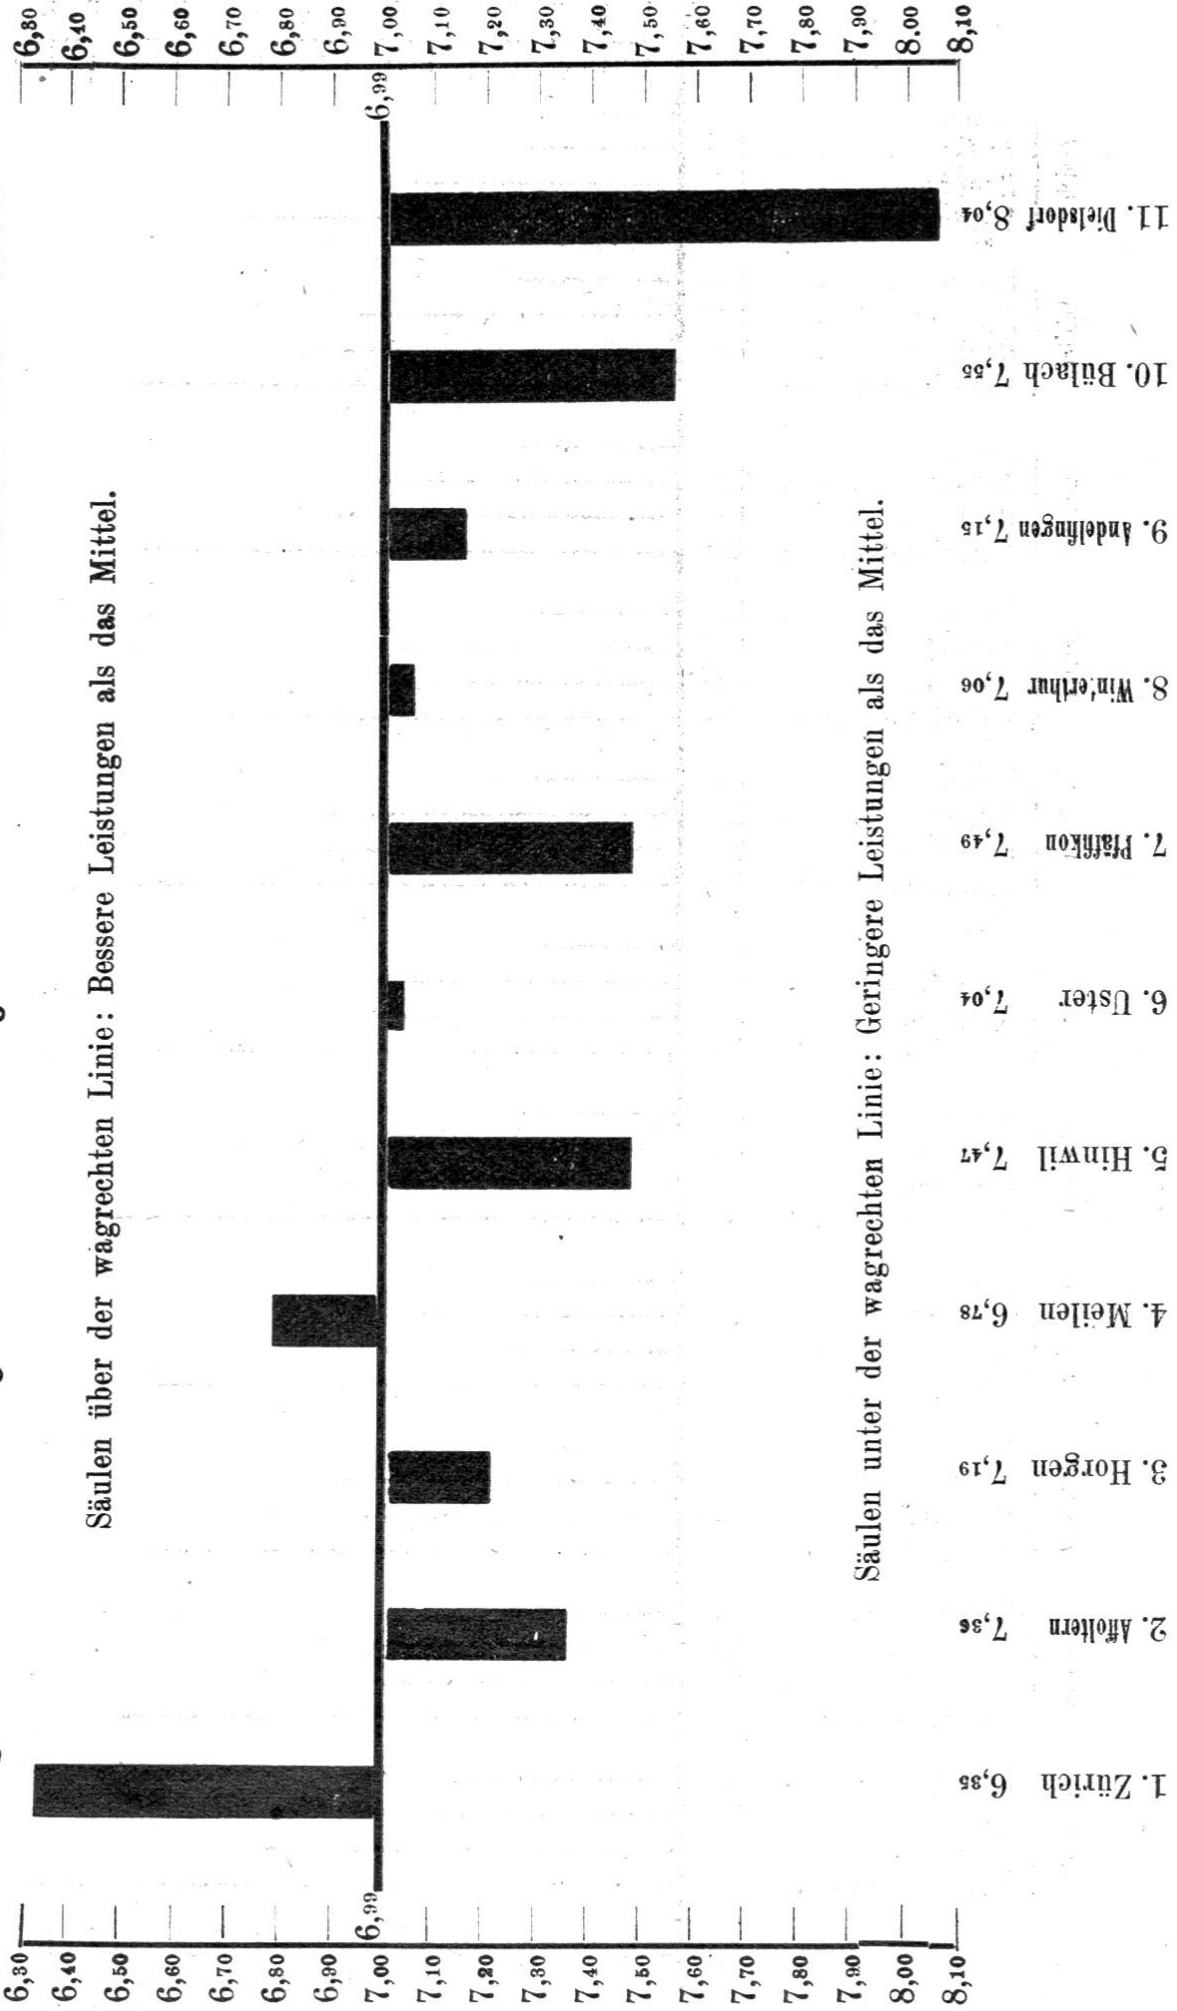 6,30 6,40 6,50 6,60 6,70 6,80 6,90 7,00 7,10 7,20 7,30 7,40 7,50 7,60 7,70 7,80 7,90 8,00 8,10
6,99
Säulen über der wagrechten Linie: Bessere Leistungen als das Mittel.
Säulen unter der wagrechten Linie: Geringere Leistungen als das Mittel.
1. Zürich 6,35
2. Affoltern 7,36
3. Horgen 7,19
4. Meilen 6,78
5. Hinwil 7,47
6. Uster 7,04
7. Pfäffikon 7,49
8. Winterthur 7,06
9. Andelfingen 7,15
10. Bülach 7,55
11. Dielsdorf 8,04
6,99
6,30 6,40 6,50 6,60 6,70 6,80 6,90 7,00 7,10 7,20 7,30 7,40 7,50 7,60 7,70 7,80 7,90 8.00 8,10